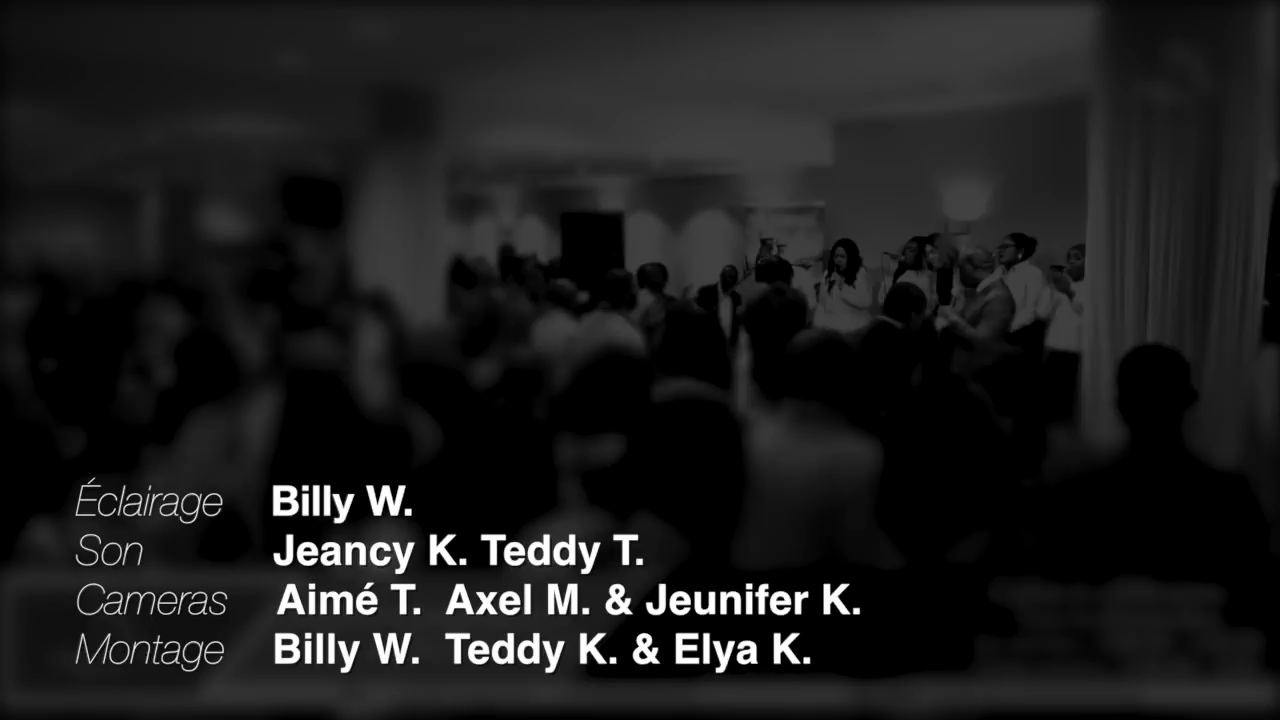 Éclairage Billy W.
Son Jeancy K. Teddy T.
Cameras Aimé T. Axel M. & Jeunifer K.
Montage Billy W. Teddy K. & Elya K.